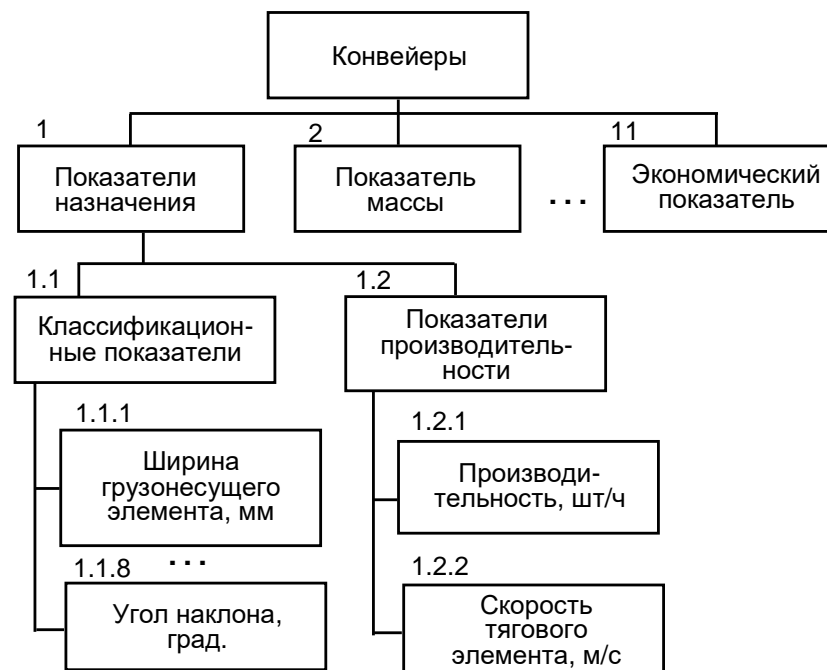 Конвейеры
1
Показатели
назначения
2
Показатель
массы
...
11
Экономический
показатель
1.1
Классификацион-
ные показатели
1.2
Показатели
производитель-
ности
1.1.1
Ширина
грузонесущего
элемента, мм
...
1.1.8
Угол наклона,
град.
1.2.1
Производи-
тельность, шт/ч
1.2.2
Скорость
тягового
элемента, м/с